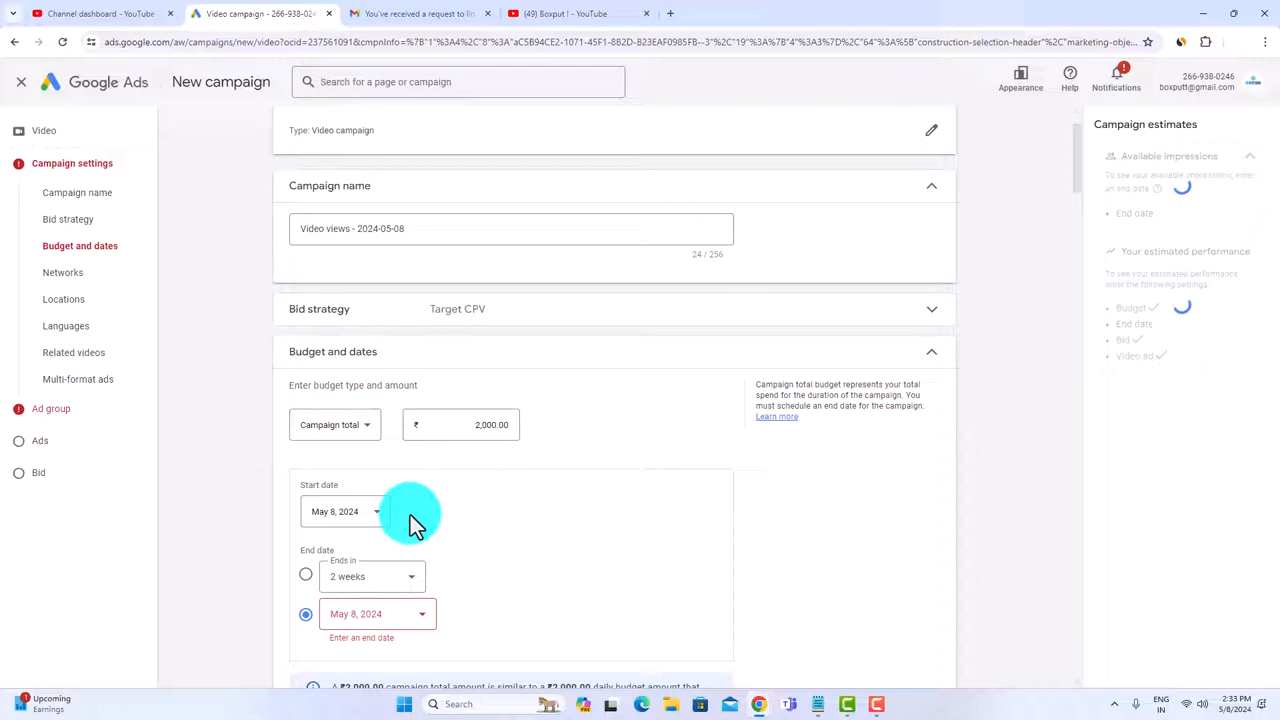 YouTube Dashboard - YouTube
Video campaign - 266-938-024
You've received a request to
(40) Boxput ! - YouTube
ads.google.com/aw/campaigns/new/video?ocid=237561091&cmpnInfo=%7B"1%3A4%2C"8%3A"aC5B94CE2-1071-45F1-8B2D-B23EAF0985FB--3"%2C"19"%3A%7B"4%3A3%7D%2C"64"%3A%5B"construction-selection-header"%2C"marketing-obje...
Google Ads
New campaign
Search for a page or campaign
Appearance
Help
Notifications
266-938-0246
boxputt@gmail.com
Video
Campaign settings
Campaign name
Bid strategy
Budget and dates
Networks
Locations
Languages
Related videos
Multi-format ads
Ad group
Ads
Bid
Type: Video campaign
Campaign name
Video views - 2024-05-08
24 / 256
Bid strategy
Target CPV
Budget and dates
Enter budget type and amount
Campaign total
₹ 2,000.00
Campaign total budget represents your total
spend for the duration of the campaign. You
must schedule an end date for the campaign.
Learn more
Start date
May 8, 2024
End date
Ends in
2 weeks
May 8, 2024
Enter an end date
A ₹2,000.00 campaign total amount is similar to a ₹2,000.00 daily budget amount that
Campaign estimates
Available impressions
To see your available impressions, enter
an end date
• End date
Your estimated performance
To see your estimated performance
enter the following settings.
• Budget
• End date
• Bid
• Video ad
1
Upcoming
Earnings
Search
ENG
IN
2:33 PM
5/8/2024